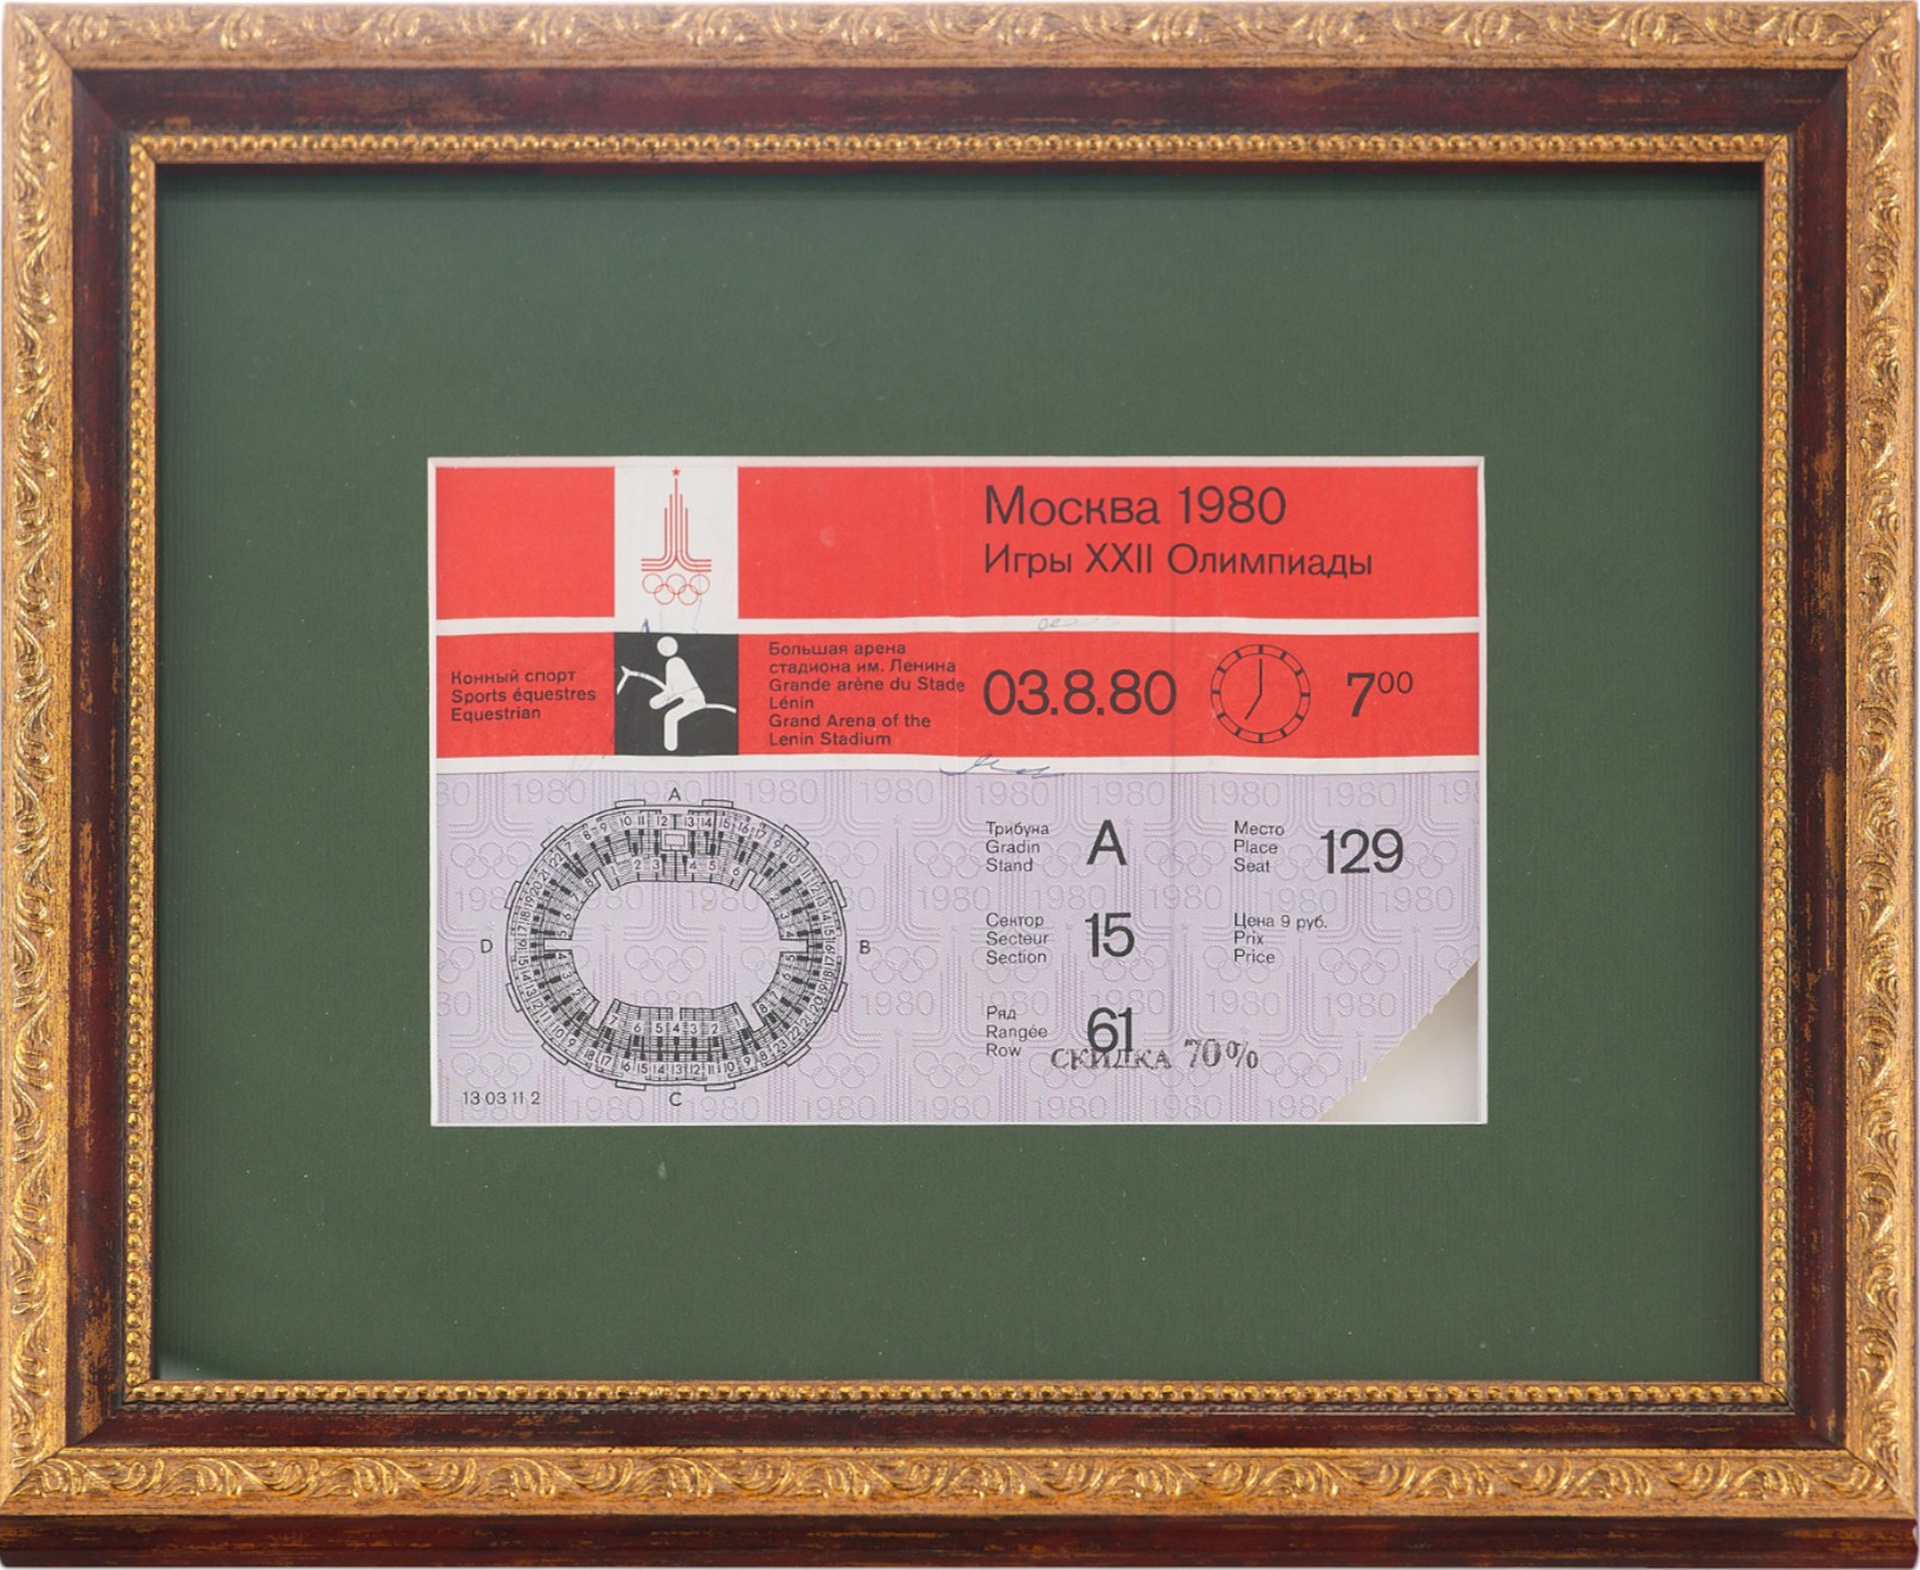 Москва 1980
Игры XXII Олимпиады
Конный спорт
Sports équestres
Equestrian
Большая арена
стадиона им. Ленина
Grande arène du Stade
Lénin
Grand Arena of the
Lenin Stadium
03.8.80
7⁰⁰
A
B
C
D
Трибуна
Gradin
Stand
A
Место
Place
Seat
129
Сектор
Secteur
Section
15
Цена 9 руб.
Prix
Price
Ряд
Rangée
Row
61
СКИДКА 70%
13 03 11 2